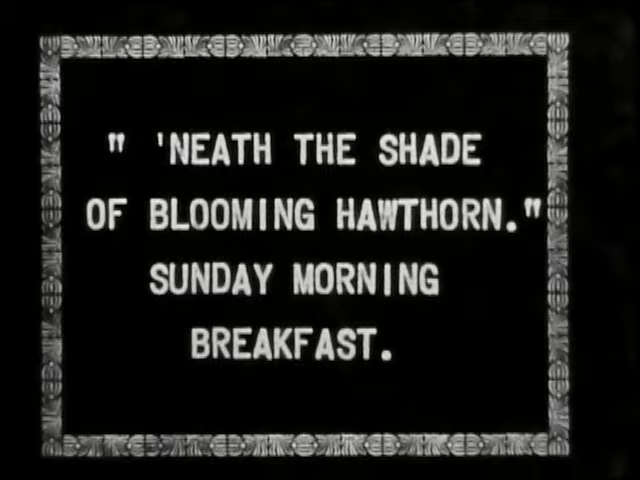 " 'NEATH THE SHADE
OF BLOOMING HAWTHORN."
SUNDAY MORNING
BREAKFAST.